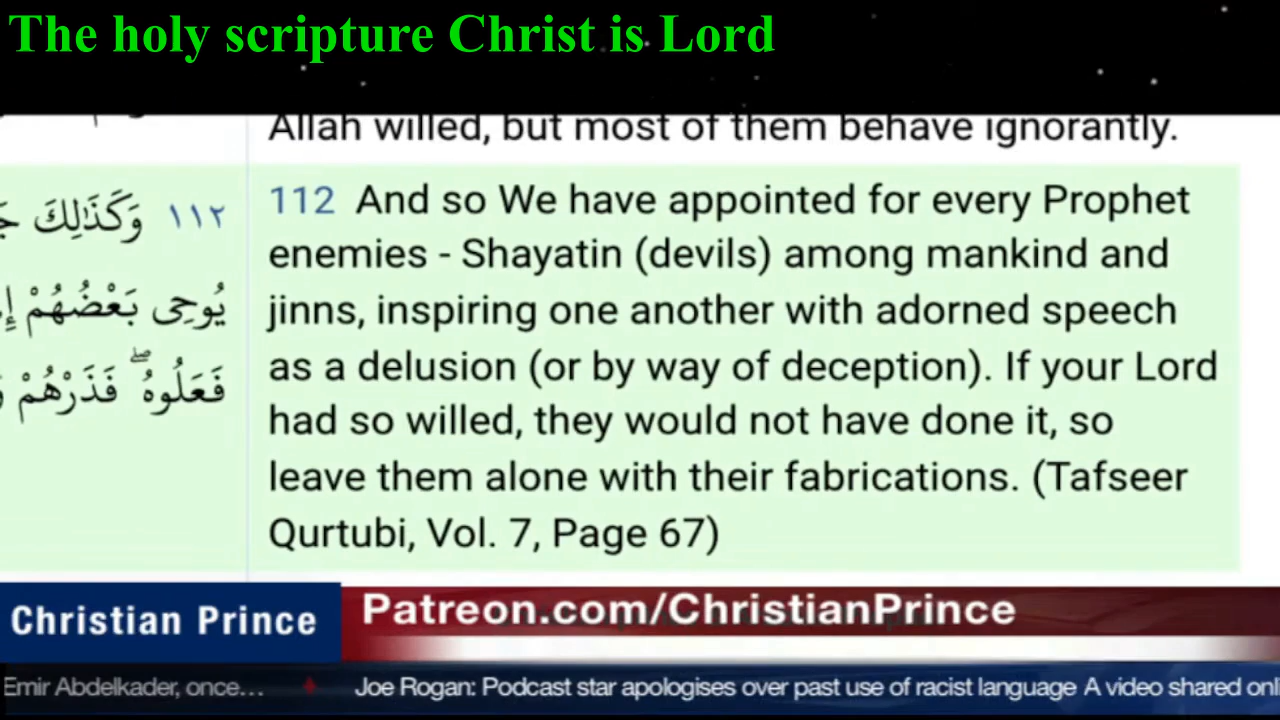 The holy scripture Christ is Lord
Allah willed, but most of them behave ignorantly.
112 And so We have appointed for every Prophet
enemies - Shayatin (devils) among mankind and
jinns, inspiring one another with adorned speech
as a delusion (or by way of deception). If your Lord
had so willed, they would not have done it, so
leave them alone with their fabrications. (Tafseer
Qurtubi, Vol. 7, Page 67)
١١٢ وَكَذَٰلِكَ
يُوحِى بَعْضُهُمْ
فَعَلُوهُ ۖ فَذَرْهُمْ
Christian Prince
Patreon.com/ChristianPrince
Emir Abdelkader, once... Joe Rogan: Podcast star apologises over past use of racist language A video shared onl